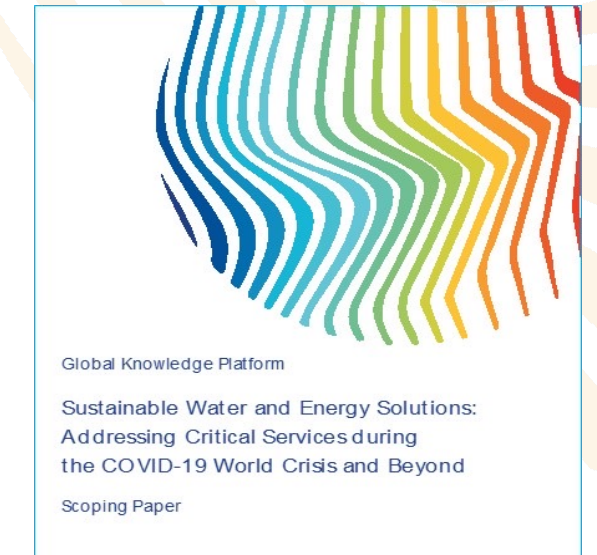 Global Knowledge Platform
Sustainable Water and Energy Solutions:
Addressing Critical Services during
the COVID-19 World Crisis and Beyond
Scoping Paper